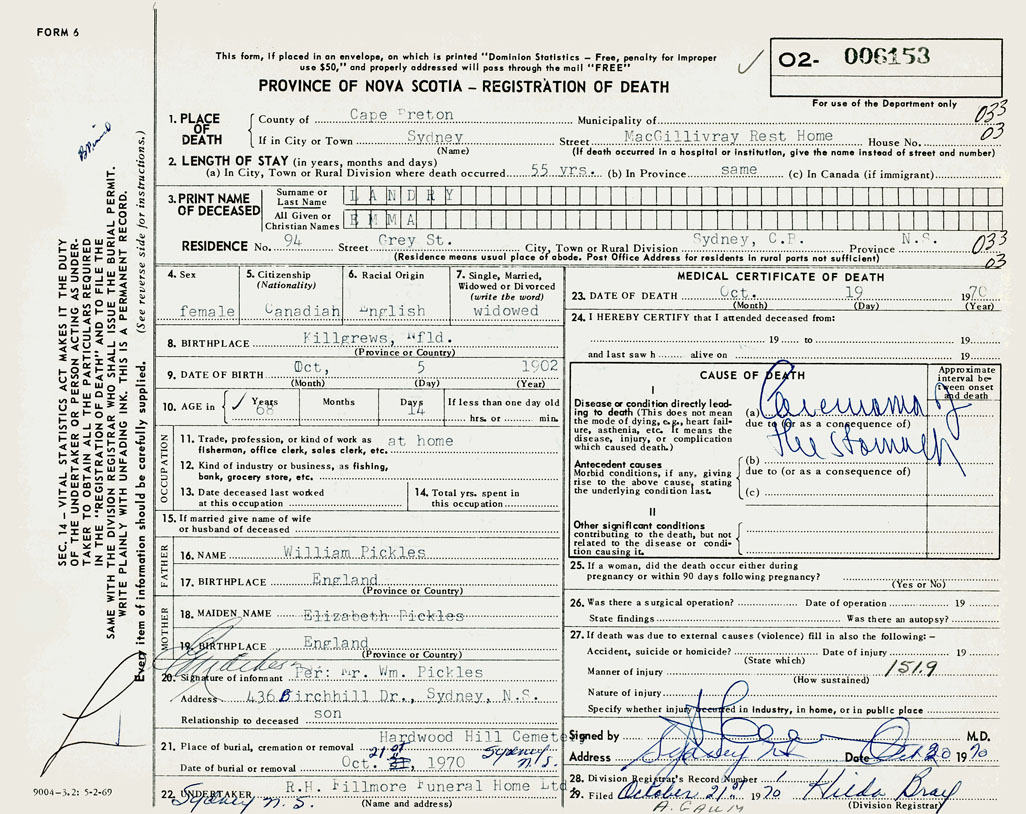 FORM 6
This form, if placed in an envelope, on which is printed "Dominion Statistics – Free, penalty for improper
use $50," and properly addressed will pass through the mail "FREE"
✓ O2- 006153
PROVINCE OF NOVA SCOTIA – REGISTRATION OF DEATH
For use of the Department only
033
03
1. PLACE OF DEATH
County of Cape Breton Municipality of
If in City or Town Sydney Street MacGillivray Rest Home House No.
(Name) (If death occurred in a hospital or institution, give the name instead of street and number)
2. LENGTH OF STAY (in years, months and days)
(a) In City, Town or Rural Division where death occurred 55 yrs. (b) In Province same (c) In Canada (if immigrant)
3. PRINT NAME OF DECEASED
Surname or Last Name LANDRY
All Given or Christian Names EMMA
RESIDENCE No. 94 Street Grey St. City, Town or Rural Division Sydney, C.B. Province N.S.
(Residence means usual place of abode. Post Office Address for residents in rural parts not sufficient)
033
03
4. Sex
female
5. Citizenship
(Nationality)
Canadian
6. Racial Origin
English
7. Single, Married,
Widowed or Divorced
(write the word)
widowed
8. BIRTHPLACE Killgrews, Nfld.
(Province or Country)
9. DATE OF BIRTH Oct, 5 1902
(Month) (Day) (Year)
10. AGE in ✓ Years Months Days If less than one day old
68 14 hrs. or min.
OCCUPATION
11. Trade, profession, or kind of work as at home
fisherman, office clerk, sales clerk, etc.
12. Kind of industry or business, as fishing,
bank, grocery store, etc.
13. Date deceased last worked
at this occupation
14. Total yrs. spent in
this occupation
15. If married give name of wife
or husband of deceased
FATHER
16. NAME William Pickles
17. BIRTHPLACE England
(Province or Country)
MOTHER
18. MAIDEN NAME Elizabeth Pickles
19. BIRTHPLACE England
(Province or Country)
20. Signature of informant Per: Mr. Wm. Pickles
Address 436 Birchhill Dr., Sydney, N.S.
Relationship to deceased son
21. Place of burial, cremation or removal Hardwood Hill Cemete
Sydney N.S.
Date of burial or removal Oct. 21st, 1970
22. UNDERTAKER R.H. Fillmore Funeral Home Ltd
Sydney N.S.
(Name and address)
MEDICAL CERTIFICATE OF DEATH
23. DATE OF DEATH Oct. 19 1970
(Month) (Day) (Year)
24. I HEREBY CERTIFY that I attended deceased from:
19 to 19
and last saw h alive on 19
CAUSE OF DEATH
Approximate
interval be-
tween onset
and death
I
Disease or condition directly lead-
ing to death (This does not mean
the mode of dying, e.g., heart fail-
ure, asthenia, etc. It means the
disease, injury, or complication
which caused death.)
(a) Carcinoma of
due to (or as a consequence of)
the stomach
Antecedent causes
Morbid conditions, if any, giving
rise to the above cause, stating
the underlying condition last.
(b)
due to (or as a consequence of)
(c)
II
Other significant conditions
contributing to the death, but not
related to the disease or condi-
tion causing it.
25. If a woman, did the death occur either during
pregnancy or within 90 days following pregnancy?
(Yes or No)
26. Was there a surgical operation? Date of operation 19
State findings Was there an autopsy?
27. If death was due to external causes (violence) fill in also the following: –
Accident, suicide or homicide? Date of injury 19
(State which)
Manner of injury 151.9
(How sustained)
Nature of injury
Specify whether injury occurred in industry, in home, or in public place
Signed by M.D.
Address Sydney NS Date Oct 20 1970
28. Division Registrar's Record Number 1
29. Filed October 21st 1970 Hilda Bray
(Division Registrar)
SEC. 14 – VITAL STATISTICS ACT MAKES IT THE DUTY
OF THE UNDERTAKER OR PERSON ACTING AS UNDER-
TAKER TO OBTAIN ALL THE PARTICULARS REQUIRED
IN THE "REGISTRATION OF DEATH" AND TO FILE THE
SAME WITH THE DIVISION REGISTRAR WHO SHALL ISSUE THE BURIAL PERMIT.
WRITE PLAINLY WITH UNFADING INK. THIS IS A PERMANENT RECORD.
Every item of information should be carefully supplied. (See reverse side for instructions.)
9004-3.2: 5-2-69